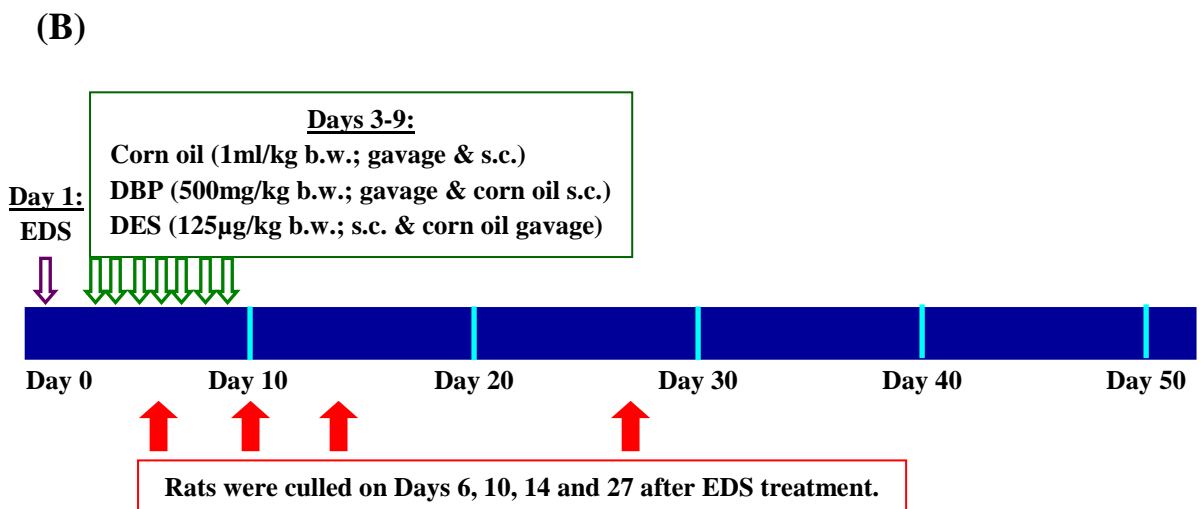 (B)
Days 3-9:
Corn oil (1ml/kg b.w.; gavage & s.c.)
DBP (500mg/kg b.w.; gavage & corn oil s.c.)
DES (125µg/kg b.w.; s.c. & corn oil gavage)
Day 1:
EDS
Day 0 Day 10 Day 20 Day 30 Day 40 Day 50
Rats were culled on Days 6, 10, 14 and 27 after EDS treatment.